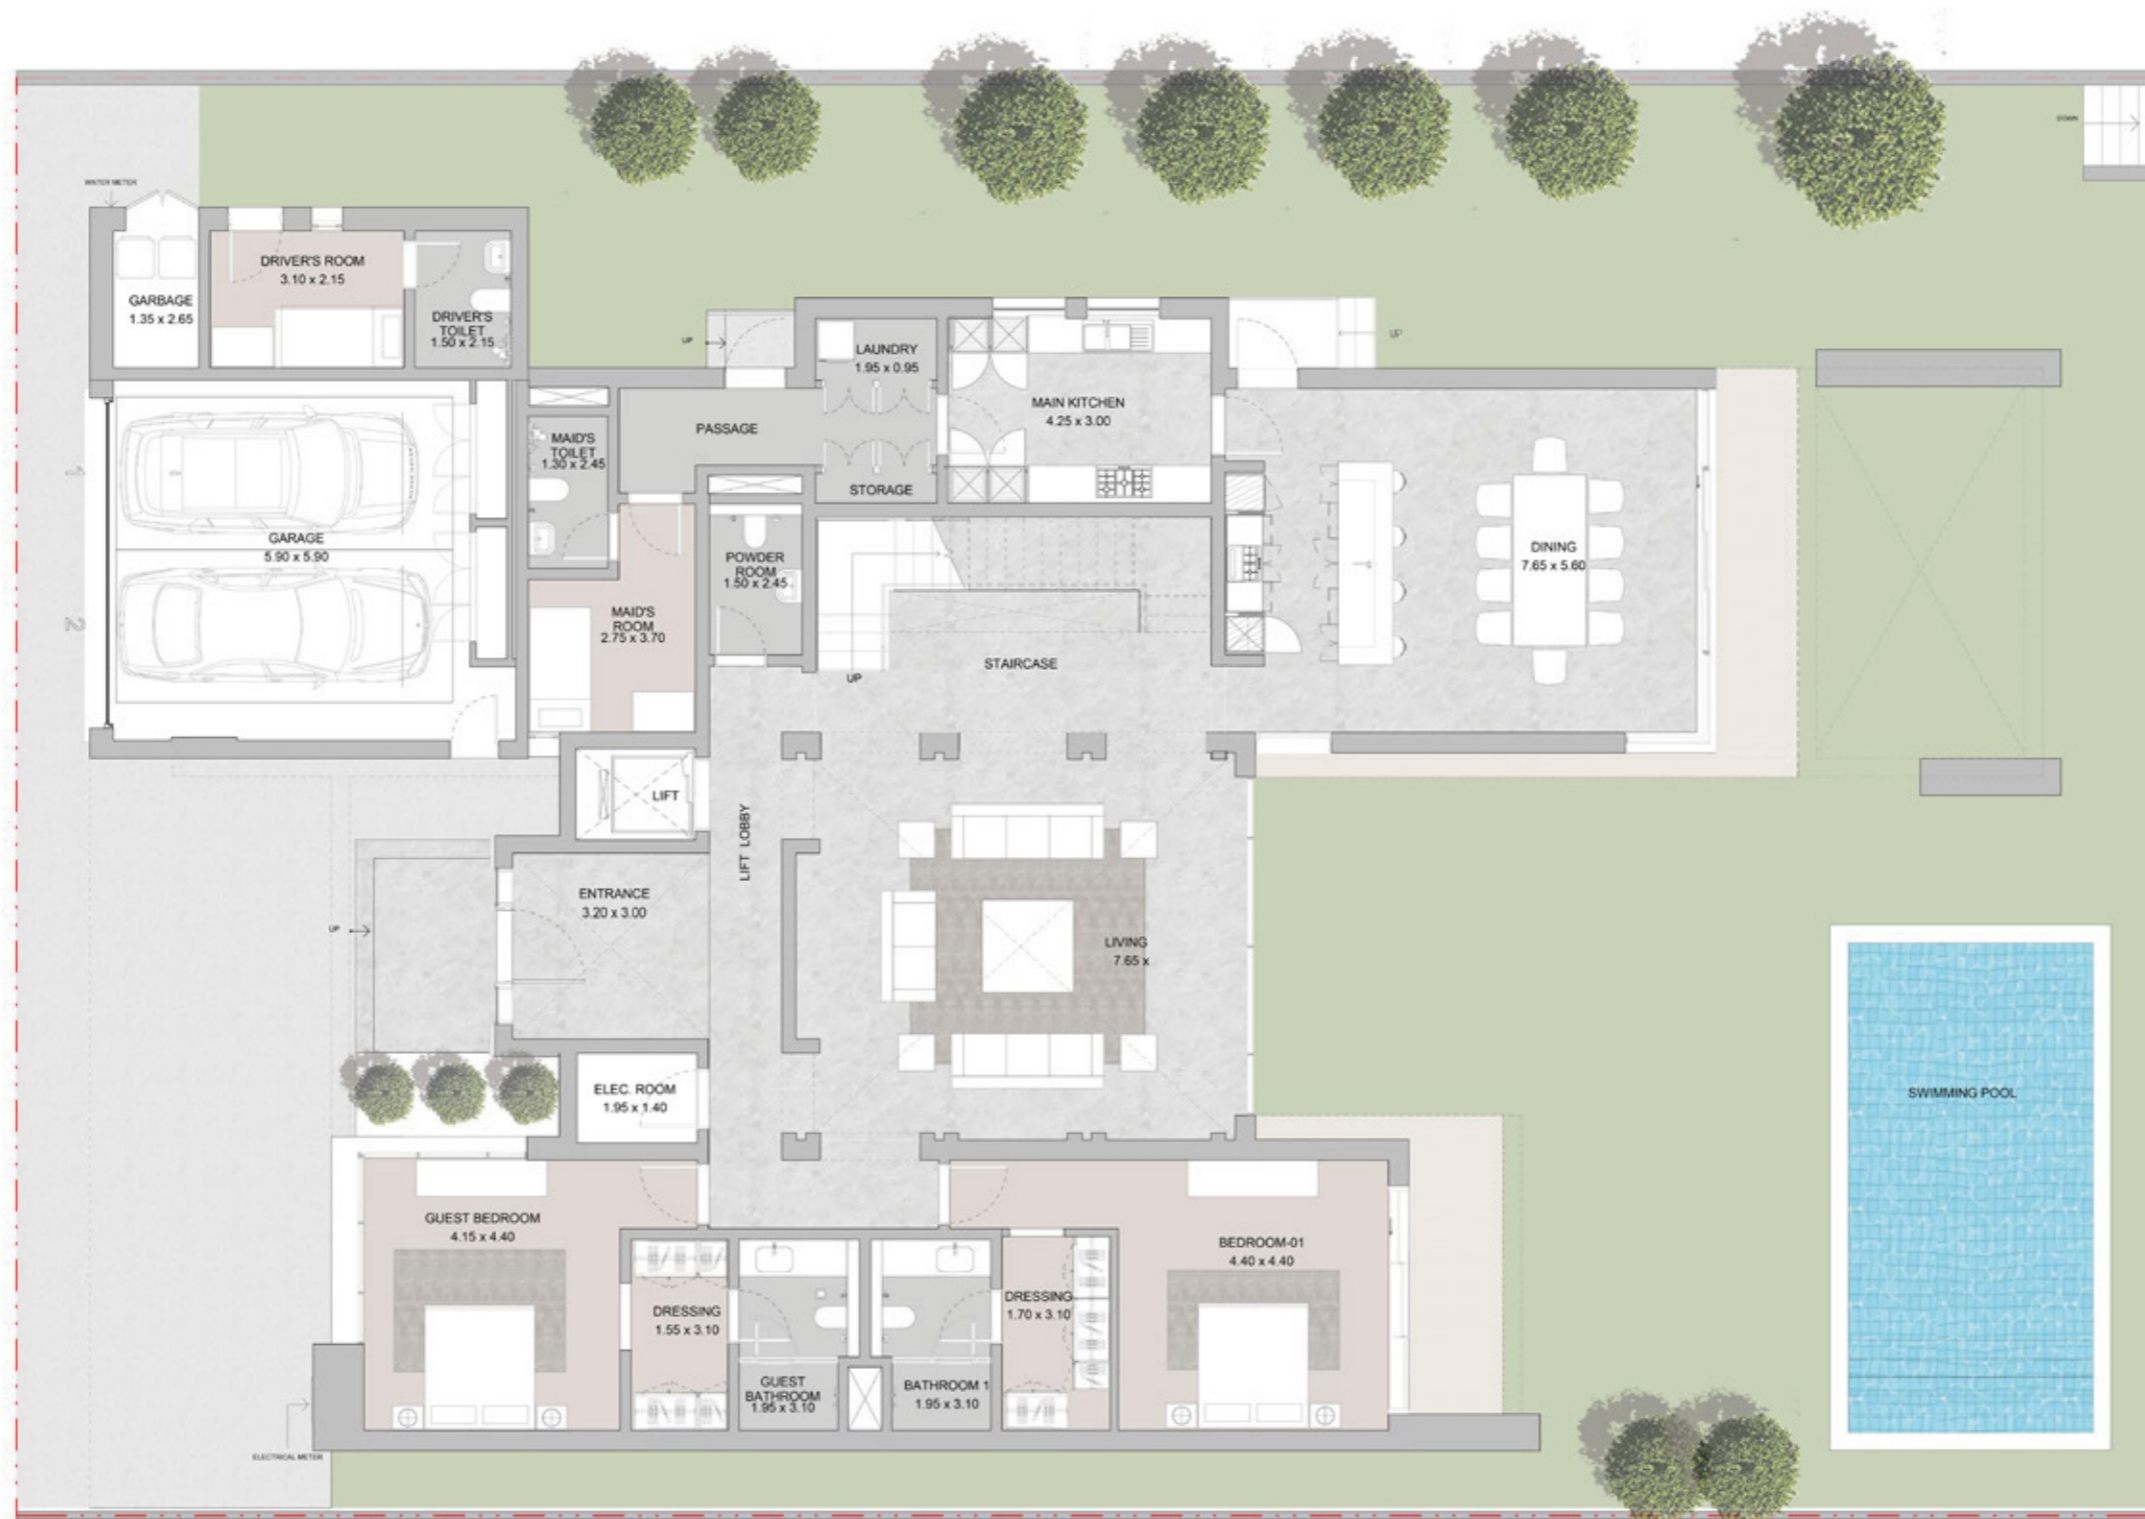 DOWN
WATER METER
DRIVER'S ROOM
3.10 x 2.15
GARBAGE
1.35 x 2.65
DRIVER'S
TOILET
1.50 x 2.15
UP
LAUNDRY
1.95 x 0.95
UP
MAIN KITCHEN
4.25 x 3.00
PASSAGE
MAID'S
TOILET
1.30 x 2.45
STORAGE
1
GARAGE
5.90 x 5.90
POWDER
ROOM
1.50 x 2.45
DINING
7.65 x 5.60
2
MAID'S
ROOM
2.75 x 3.70
STAIRCASE
UP
LIFT
LIFT LOBBY
ENTRANCE
3.20 x 3.00
UP
LIVING
7.65 x
ELEC. ROOM
1.95 x 1.40
SWIMMING POOL
GUEST BEDROOM
4.15 x 4.40
BEDROOM-01
4.40 x 4.40
DRESSING
1.55 x 3.10
DRESSING
1.70 x 3.10
GUEST
BATHROOM
1.95 x 3.10
BATHROOM 1
1.95 x 3.10
ELECTRICAL METER